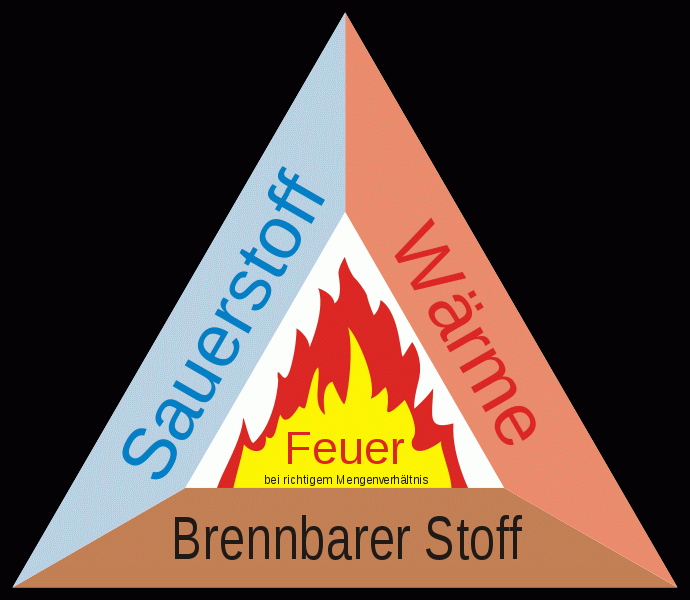 Sauerstoff
Wärme
Feuer
bei richtigem Mengenverhältnis
Brennbarer Stoff